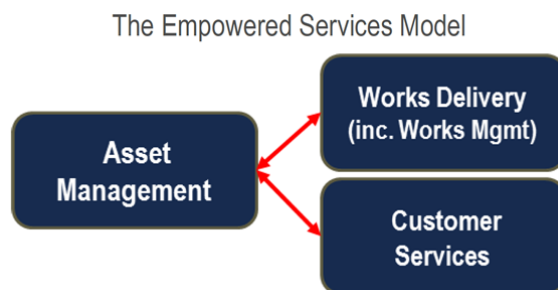 The Empowered Services Model
Works Delivery
(inc. Works Mgmt)
Asset
Management
Customer
Services